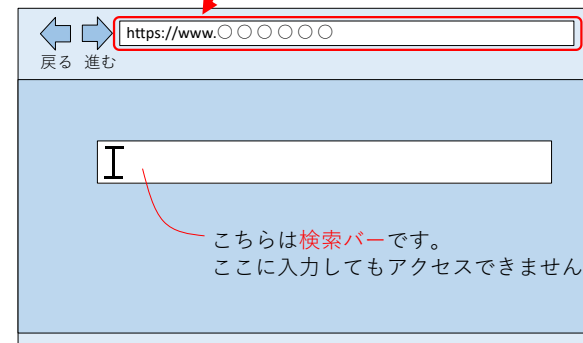 https://www.○○○○○○
戻る 進む
こちらは検索バーです。
ここに入力してもアクセスできません